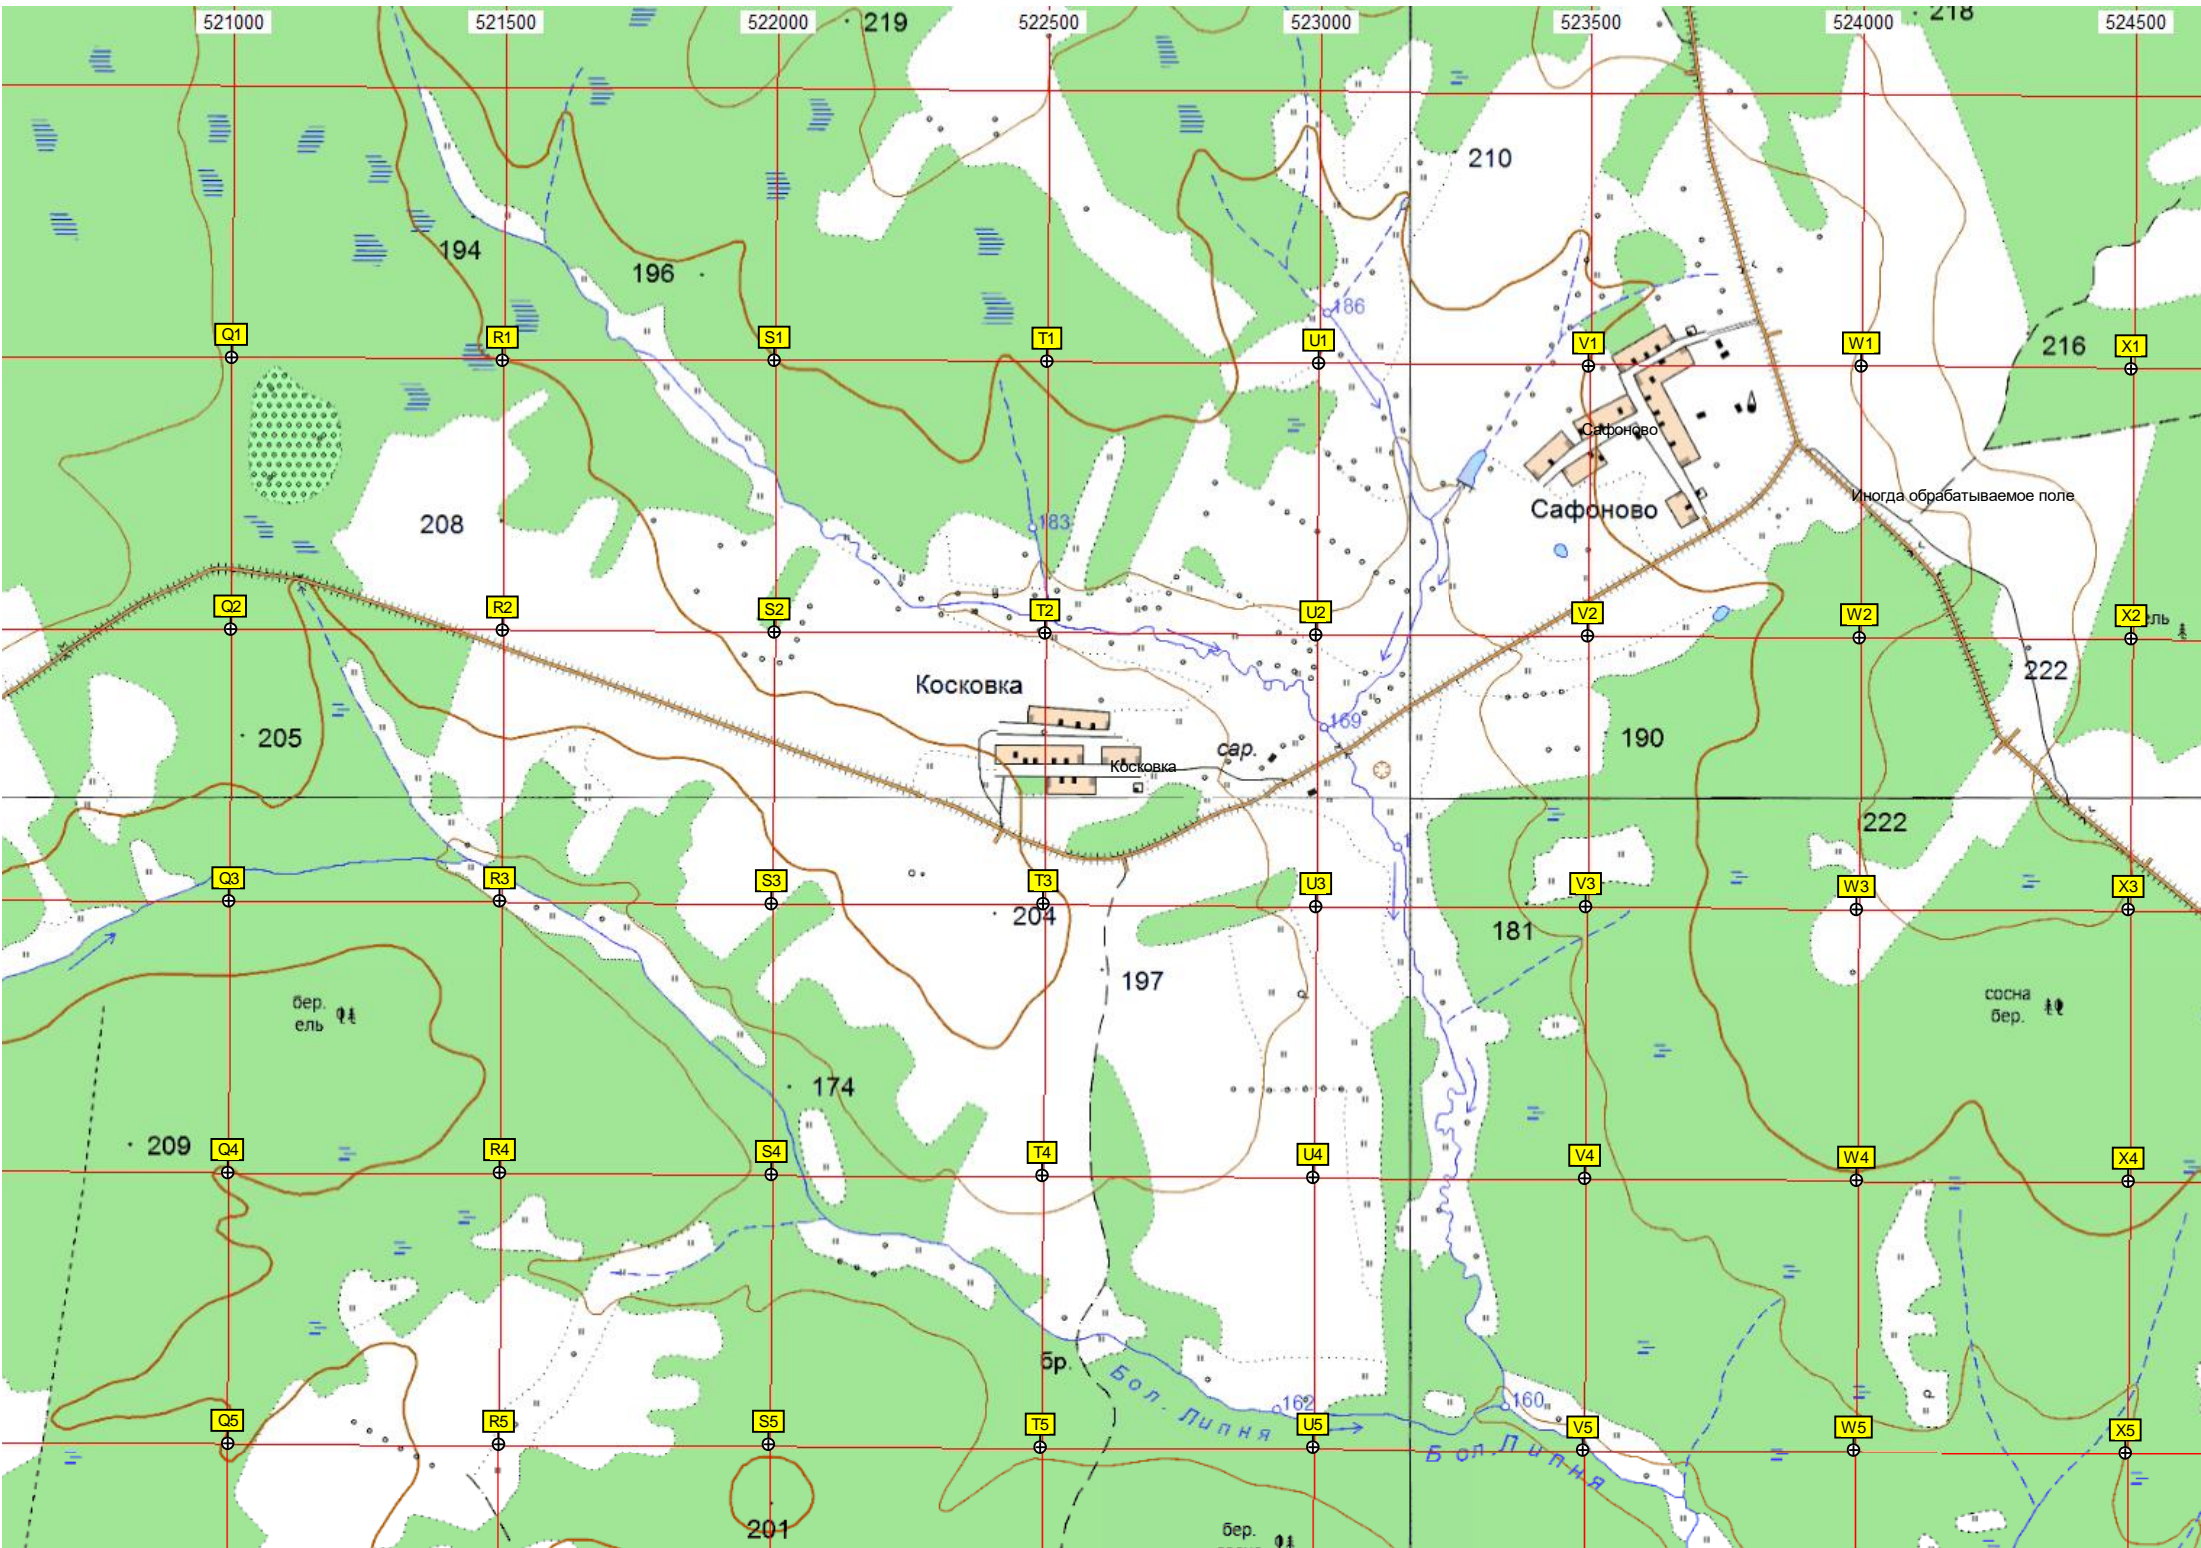 521000 521500 522000 522500 523000 523500 524000 524500
219
218
210
194
196
186
Q1 R1 S1 T1 U1 V1 W1 X1
216
Сафоново
Иногда обрабатываемое поле
Сафоново
208
183
Q2 R2 S2 T2 U2 V2 W2 X2
ель
222
Косковка
169
205
сар.
190
Косковка
222
1
Q3 R3 S3 T3 U3 V3 W3 X3
204
181
197
бер.
ель
сосна
бер.
174
209
Q4 R4 S4 T4 U4 V4 W4 X4
бр.
Бол. Липня
162
160
р
Q5 R5 S5 T5 U5 V5 W5 X5
Бол. Липня
201
бер.